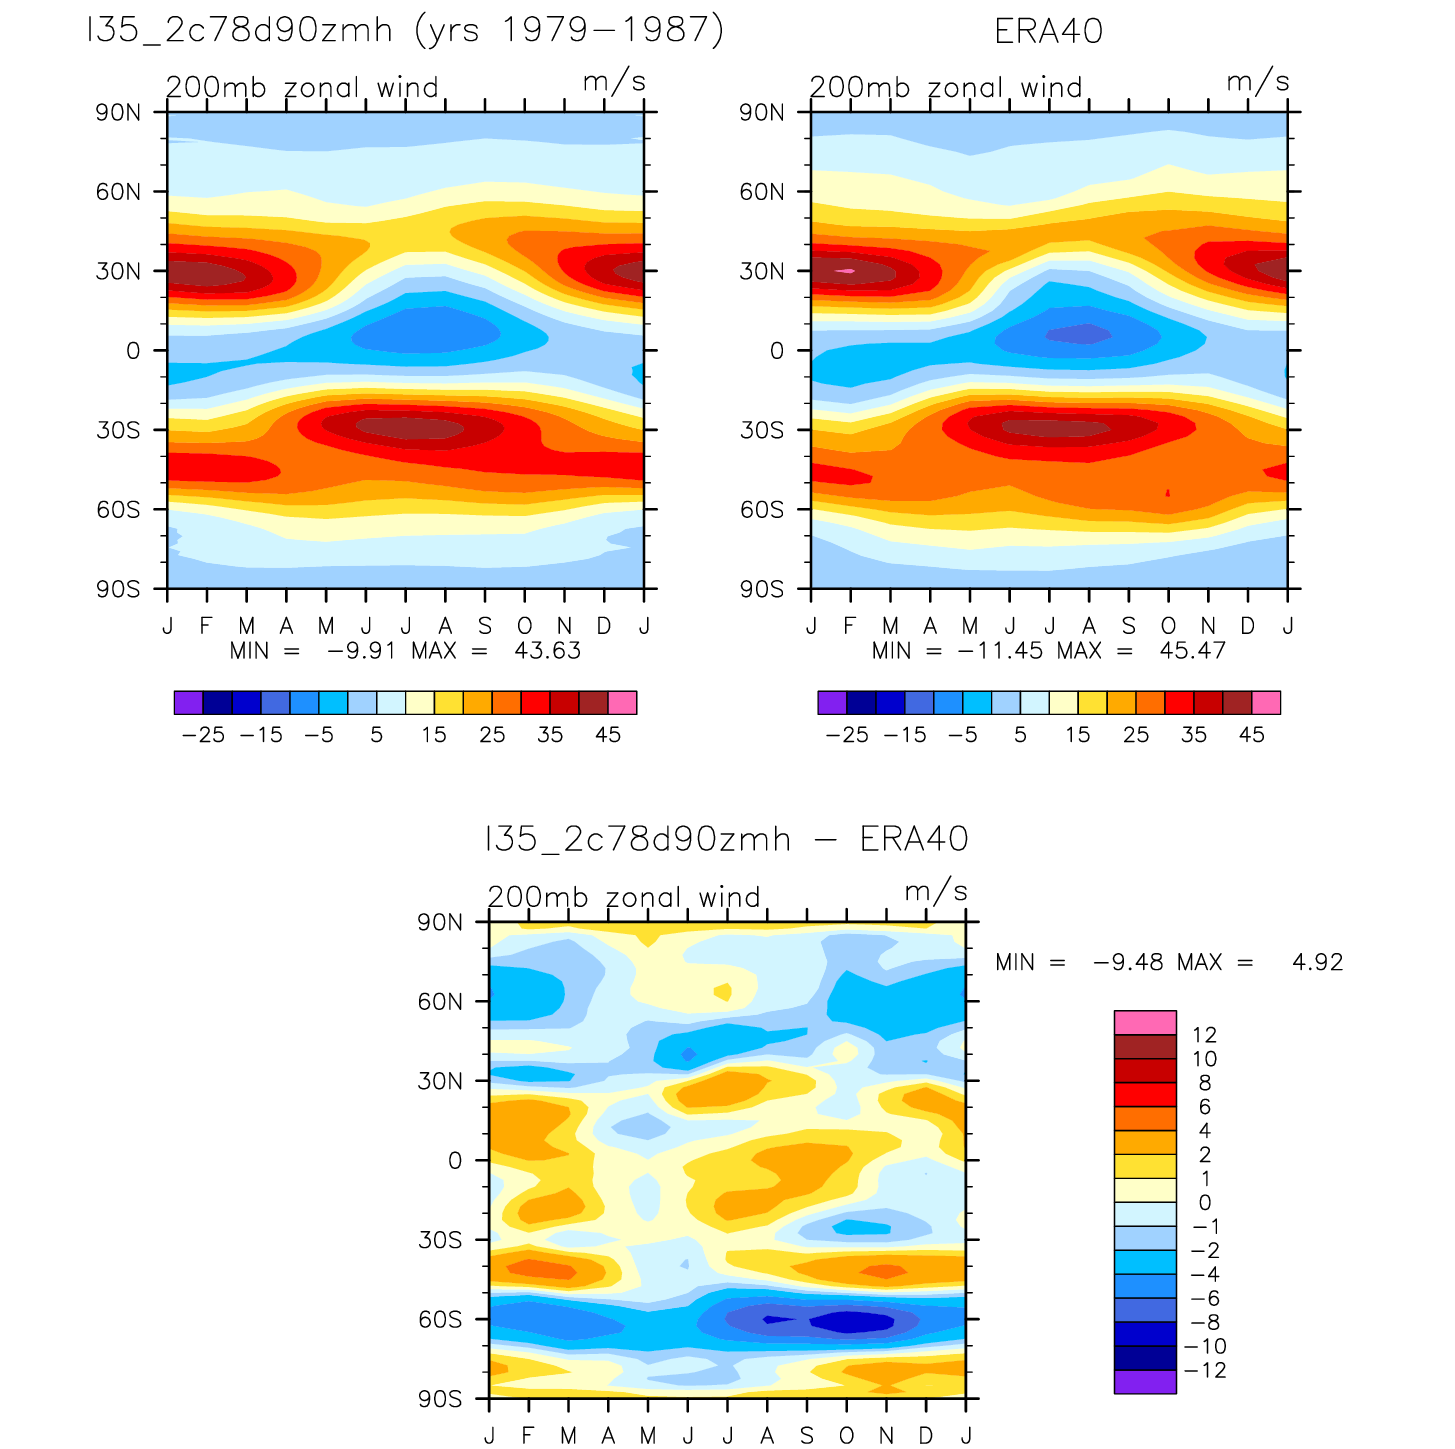 I35_2c78d90zmh (yrs 1979−1987)
200mb zonal wind m/s
90N
60N
30N
0
30S
60S
90S
J F M A M J J A S O N D J
MIN = −9.91 MAX = 43.63
−25 −15 −5 5 15 25 35 45
ERA40
200mb zonal wind m/s
90N
60N
30N
0
30S
60S
90S
J F M A M J J A S O N D J
MIN = −11.45 MAX = 45.47
−25 −15 −5 5 15 25 35 45
I35_2c78d90zmh − ERA40
200mb zonal wind m/s
90N
60N
30N
0
30S
60S
90S
J F M A M J J A S O N D J
MIN = −9.48 MAX = 4.92
12
10
8
6
4
2
1
0
−1
−2
−4
−6
−8
−10
−12